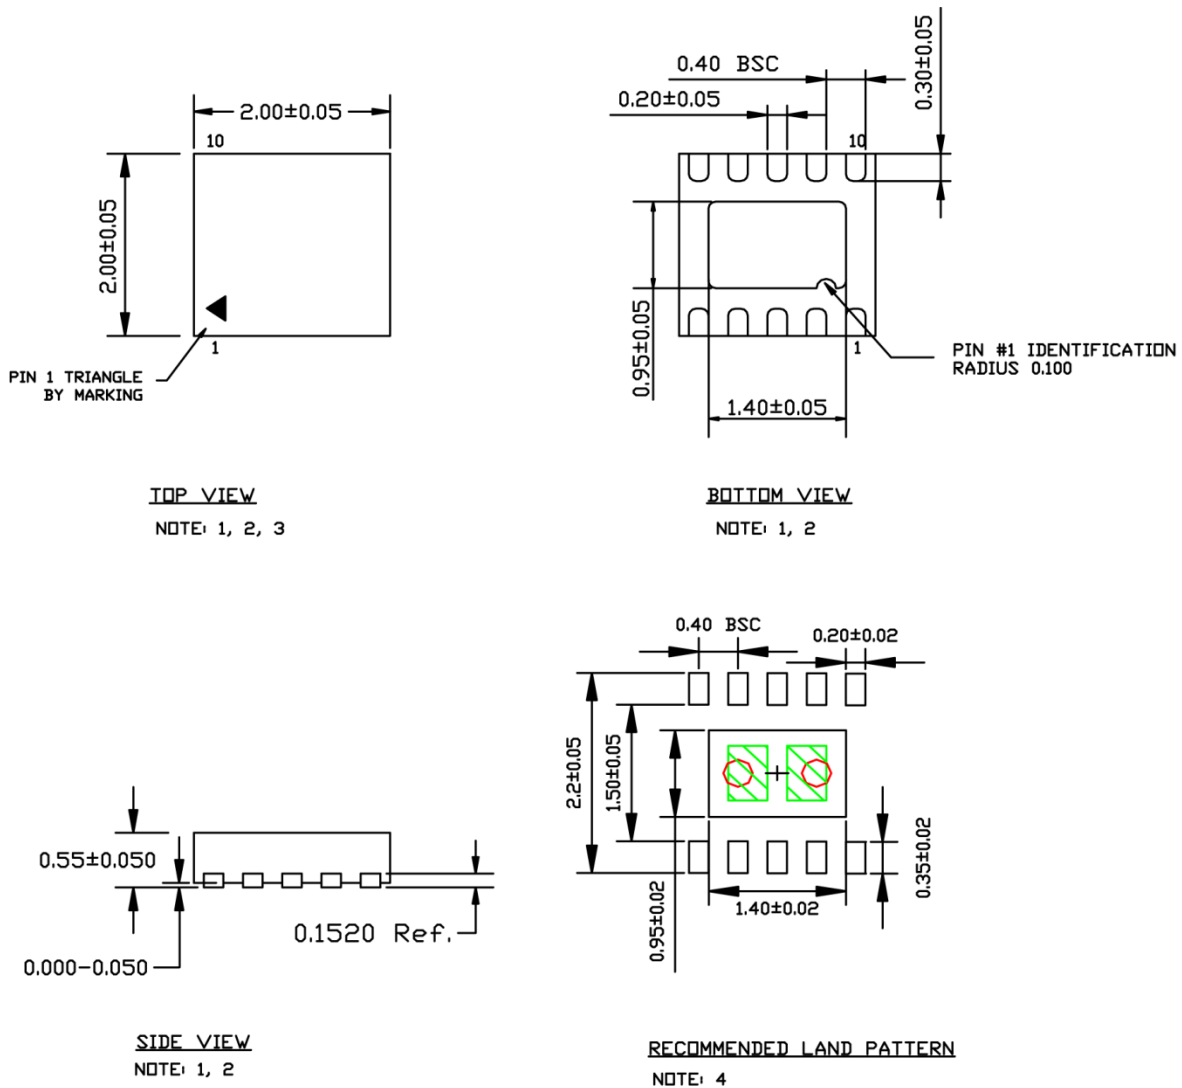 2.00±0.05
10
2.00±0.05
1
PIN 1 TRIANGLE
BY MARKING
TOP VIEW
NOTE: 1, 2, 3
0.40 BSC
0.20±0.05
0.30±0.05
10
0.95±0.05
1
PIN #1 IDENTIFICATION
RADIUS 0.100
1.40±0.05
BOTTOM VIEW
NOTE: 1, 2
0.55±0.050
0.1520 Ref.
0.000-0.050
SIDE VIEW
NOTE: 1, 2
0.40 BSC
0.20±0.02
2.2±0.05
1.50±0.05
0.35±0.02
0.95±0.02
1.40±0.02
RECOMMENDED LAND PATTERN
NOTE: 4